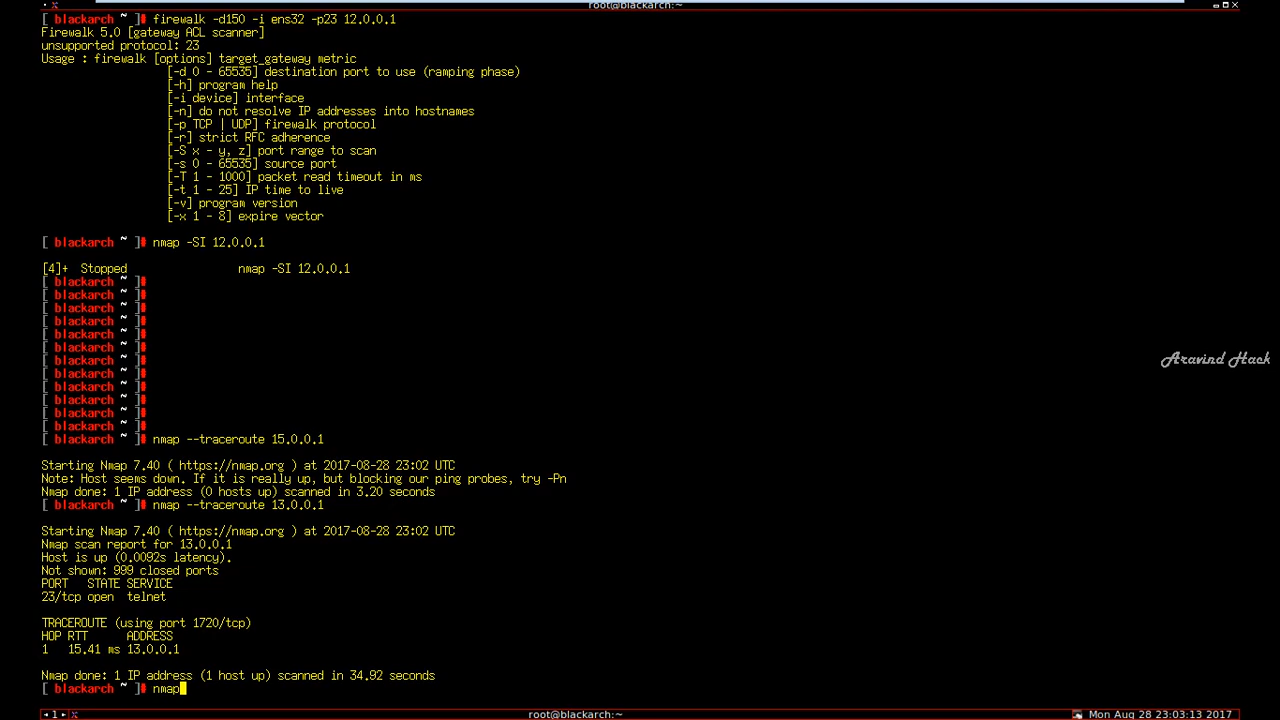 root@blackarch:~
[ blackarch ~ ]# firewalk -d150 -i ens32 -p23 12.0.0.1
Firewalk 5.0 [gateway ACL scanner]
unsupported protocol: 23
Usage : firewalk [options] target_gateway metric
[-d 0 - 65535] destination port to use (ramping phase)
[-h] program help
[-i device] interface
[-n] do not resolve IP addresses into hostnames
[-p TCP | UDP] firewalk protocol
[-r] strict RFC adherence
[-S x - y, z] port range to scan
[-s 0 - 65535] source port
[-T 1 - 1000] packet read timeout in ms
[-t 1 - 25] IP time to live
[-v] program version
[-x 1 - 8] expire vector
[ blackarch ~ ]# nmap -SI 12.0.0.1
[4]+ Stopped nmap -SI 12.0.0.1
[ blackarch ~ ]#
[ blackarch ~ ]#
[ blackarch ~ ]#
[ blackarch ~ ]#
[ blackarch ~ ]#
[ blackarch ~ ]#
[ blackarch ~ ]#
[ blackarch ~ ]#
[ blackarch ~ ]#
[ blackarch ~ ]#
[ blackarch ~ ]#
[ blackarch ~ ]#
[ blackarch ~ ]# nmap --traceroute 15.0.0.1
Starting Nmap 7.40 ( https://nmap.org ) at 2017-08-28 23:02 UTC
Note: Host seems down. If it is really up, but blocking our ping probes, try -Pn
Nmap done: 1 IP address (0 hosts up) scanned in 3.20 seconds
[ blackarch ~ ]# nmap --traceroute 13.0.0.1
Starting Nmap 7.40 ( https://nmap.org ) at 2017-08-28 23:02 UTC
Nmap scan report for 13.0.0.1
Host is up (0.0092s latency).
Not shown: 999 closed ports
PORT STATE SERVICE
23/tcp open telnet
TRACEROUTE (using port 1720/tcp)
HOP RTT ADDRESS
1 15.41 ms 13.0.0.1
Nmap done: 1 IP address (1 host up) scanned in 34.92 seconds
[ blackarch ~ ]# nmap
Aravind Hack
1 root@blackarch:~ Mon Aug 28 23:03:13 2017